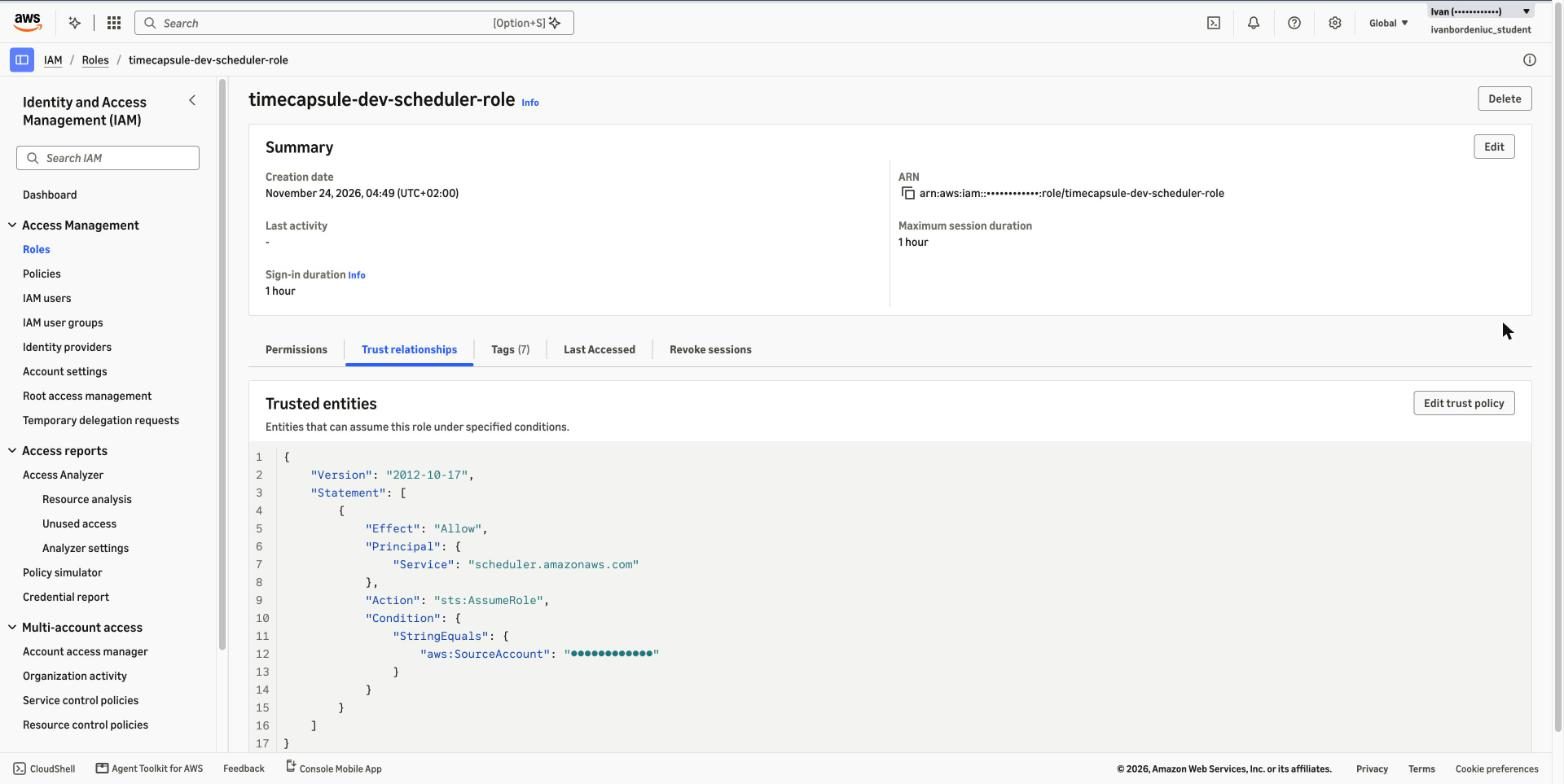 aws
Search [Option+S]
Global
Ivan (••••••••••••)
ivanbordeniuc_student
IAM / Roles / timecapsule-dev-scheduler-role
Identity and Access
Management (IAM)
Search IAM
Dashboard
Access Management
Roles
Policies
IAM users
IAM user groups
Identity providers
Account settings
Root access management
Temporary delegation requests
Access reports
Access Analyzer
Resource analysis
Unused access
Analyzer settings
Policy simulator
Credential report
Multi-account access
Account access manager
Organization activity
Service control policies
Resource control policies
timecapsule-dev-scheduler-role Info
Delete
Summary
Edit
Creation date
November 24, 2026, 04:49 (UTC+02:00)
ARN
arn:aws:iam::••••••••••••:role/timecapsule-dev-scheduler-role
Last activity
-
Maximum session duration
1 hour
Sign-in duration Info
1 hour
Permissions
Trust relationships
Tags (7)
Last Accessed
Revoke sessions
Trusted entities
Edit trust policy
Entities that can assume this role under specified conditions.
1 {
2 "Version": "2012-10-17",
3 "Statement": [
4 {
5 "Effect": "Allow",
6 "Principal": {
7 "Service": "scheduler.amazonaws.com"
8 },
9 "Action": "sts:AssumeRole",
10 "Condition": {
11 "StringEquals": {
12 "aws:SourceAccount": "••••••••••••"
13 }
14 }
15 }
16 ]
17 }
CloudShell
Agent Toolkit for AWS
Feedback
Console Mobile App
© 2026, Amazon Web Services, Inc. or its affiliates.
Privacy
Terms
Cookie preferences